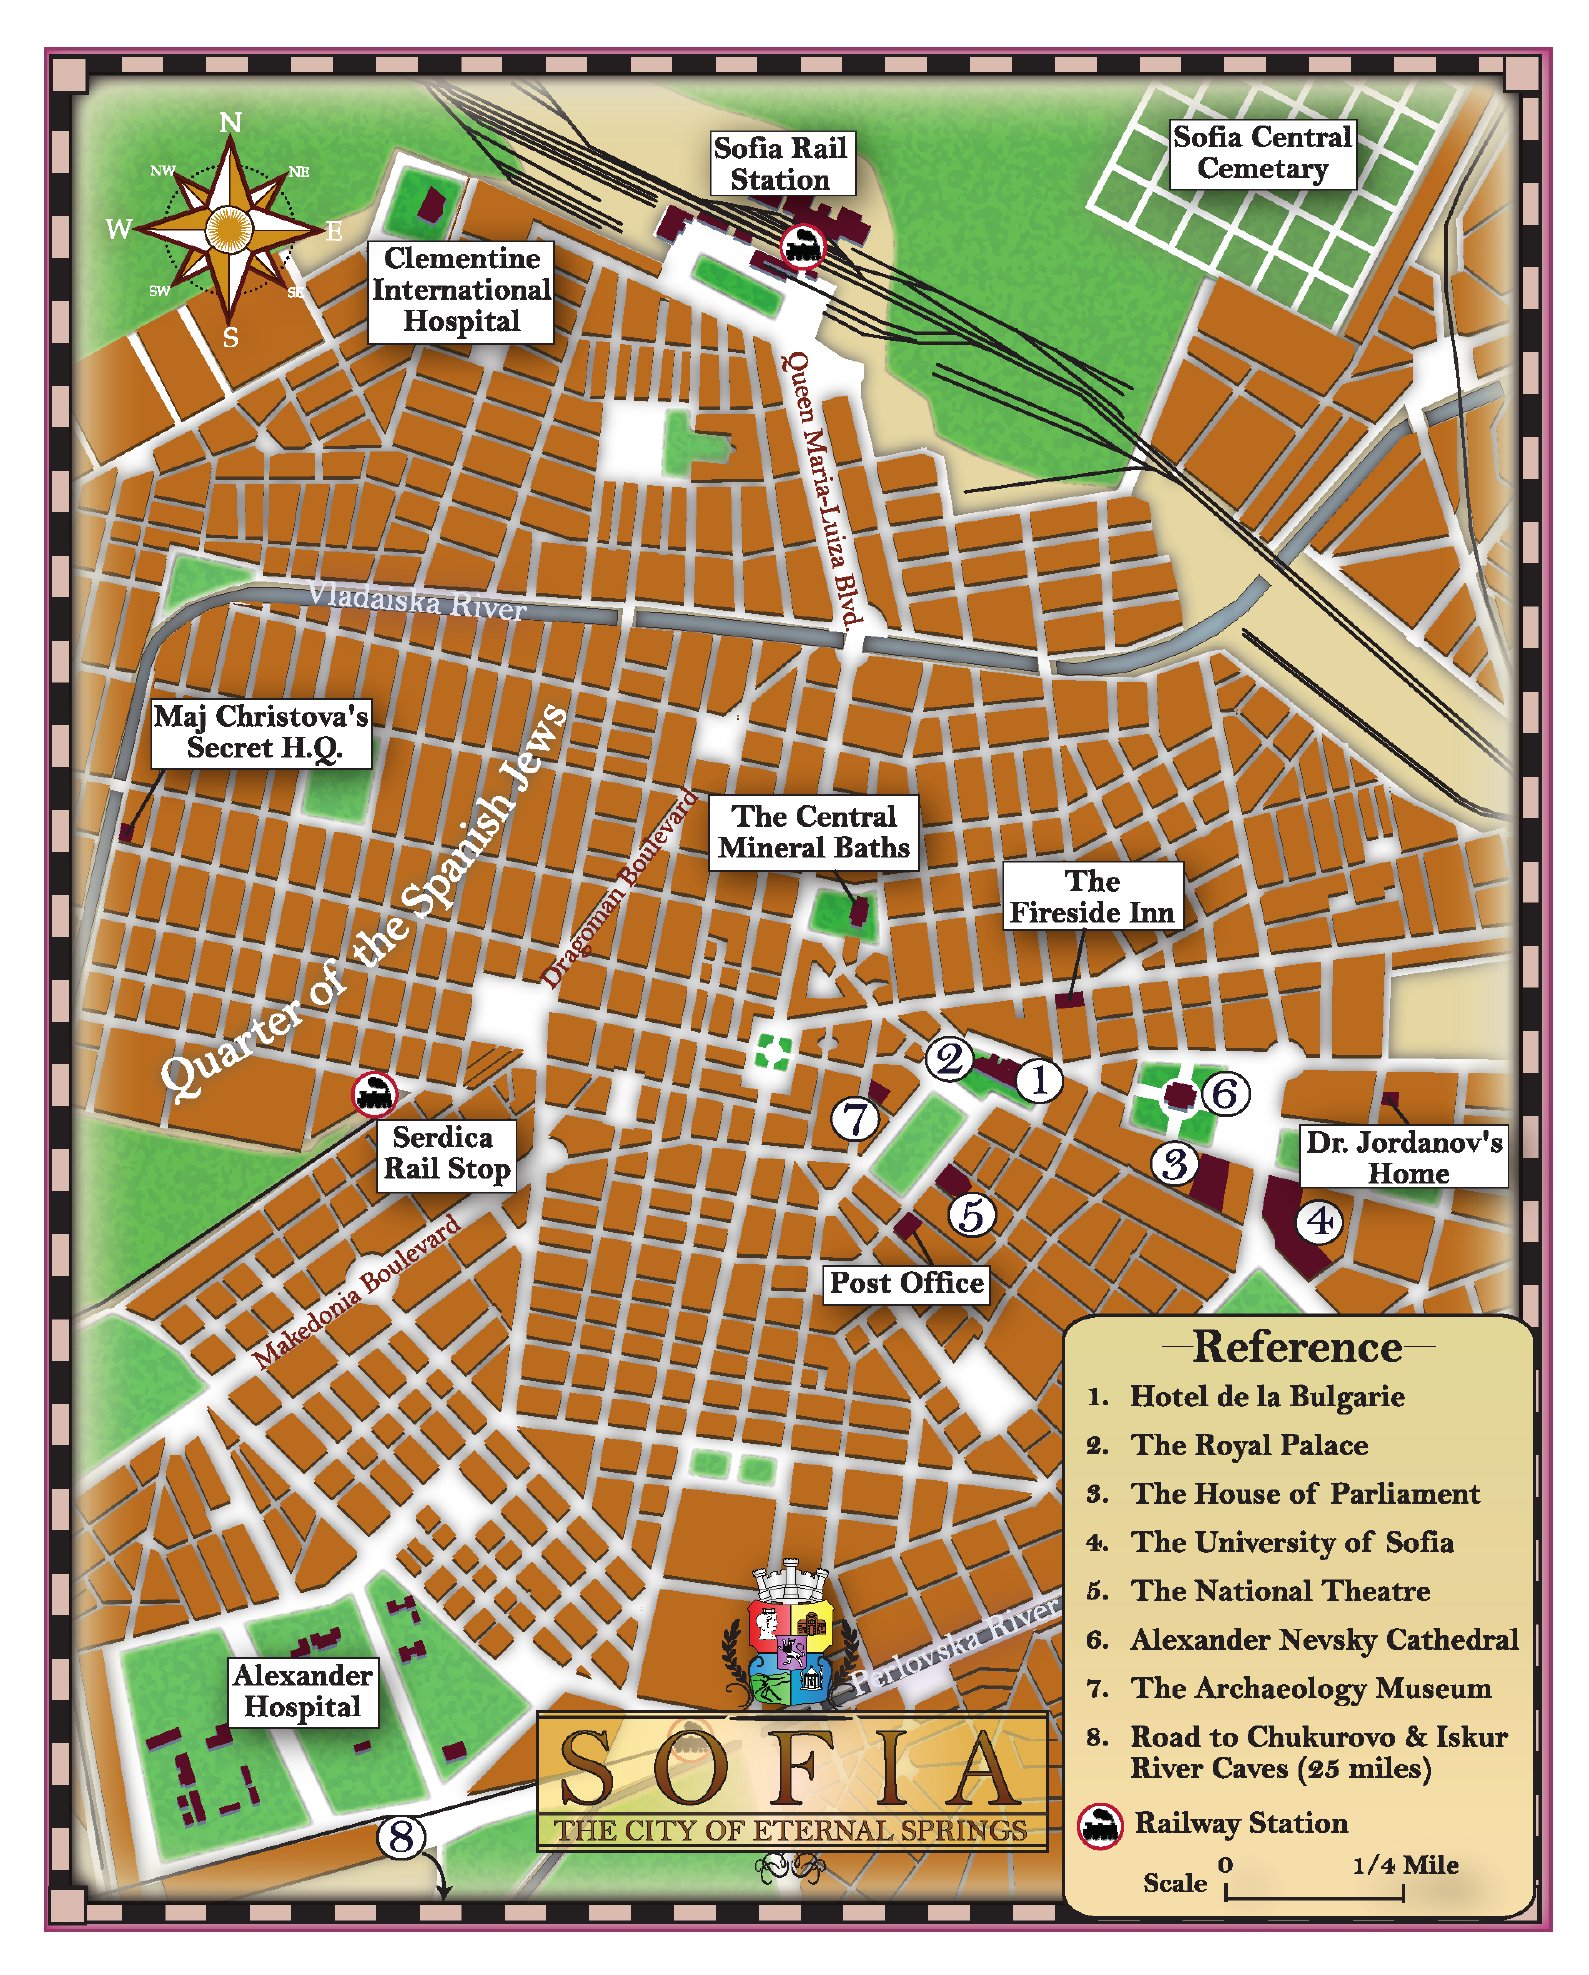 N
NW
NE
W
E
SW
SE
S
Sofia Rail
Station
Sofia Central
Cemetary
Clementine
International
Hospital
Queen Maria-Luiza Blvd.
Vladaiska River
Maj Christova's
Secret H.Q.
Quarter of the Spanish Jews
Dragoman Boulevard
The Central
Mineral Baths
The
Fireside Inn
2
1
6
7
3
Dr. Jordanov's
Home
Serdica
Rail Stop
5
4
Makedonia Boulevard
Post Office
Alexander
Hospital
Perlovska River
8
SOFIA
THE CITY OF ETERNAL SPRINGS
Reference
1. Hotel de la Bulgarie
2. The Royal Palace
3. The House of Parliament
4. The University of Sofia
5. The National Theatre
6. Alexander Nevsky Cathedral
7. The Archaeology Museum
8. Road to Chukurovo & Iskur
River Caves (25 miles)
Railway Station
Scale 0 1/4 Mile